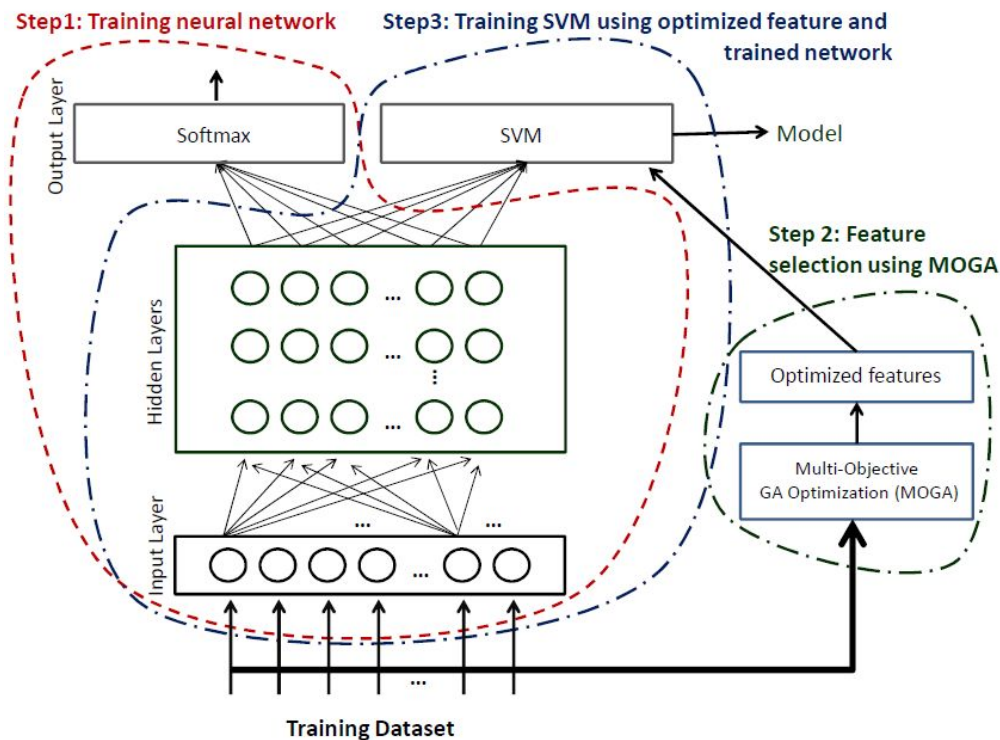 Step1: Training neural network
Step3: Training SVM using optimized feature and
trained network
Output Layer
Softmax
SVM
Model
Step 2: Feature
selection using MOGA
Hidden Layers
...
...
...
...
Optimized features
Multi-Objective
GA Optimization (MOGA)
... ...
Input Layer
...
...
Training Dataset